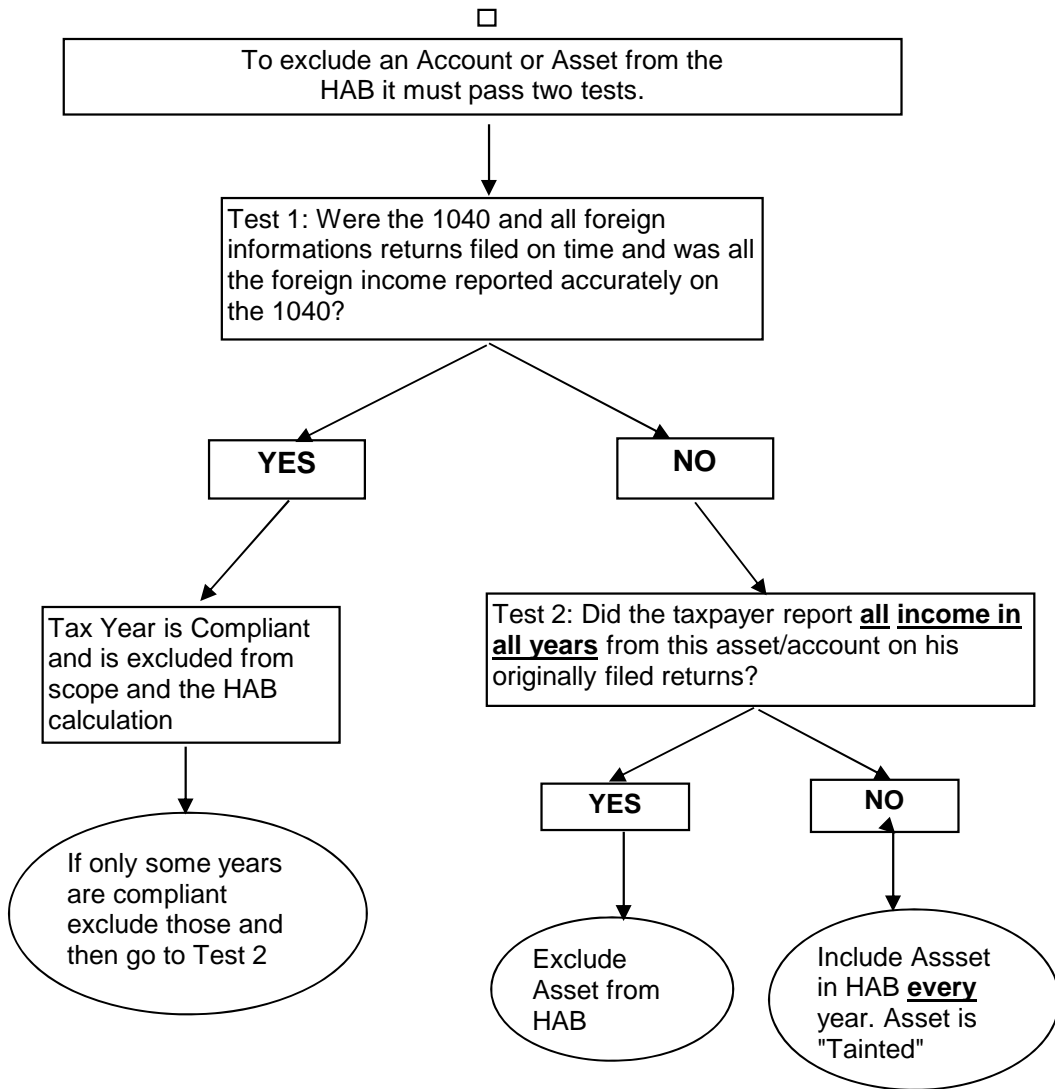 To exclude an Account or Asset from the
HAB it must pass two tests.
Test 1: Were the 1040 and all foreign
informations returns filed on time and was all
the foreign income reported accurately on
the 1040?
YES
NO
Tax Year is Compliant
and is excluded from
scope and the HAB
calculation
Test 2: Did the taxpayer report all income in
all years from this asset/account on his
originally filed returns?
YES
NO
If only some years
are compliant
exclude those and
then go to Test 2
Exclude
Asset from
HAB
Include Assset
in HAB every
year. Asset is
"Tainted"